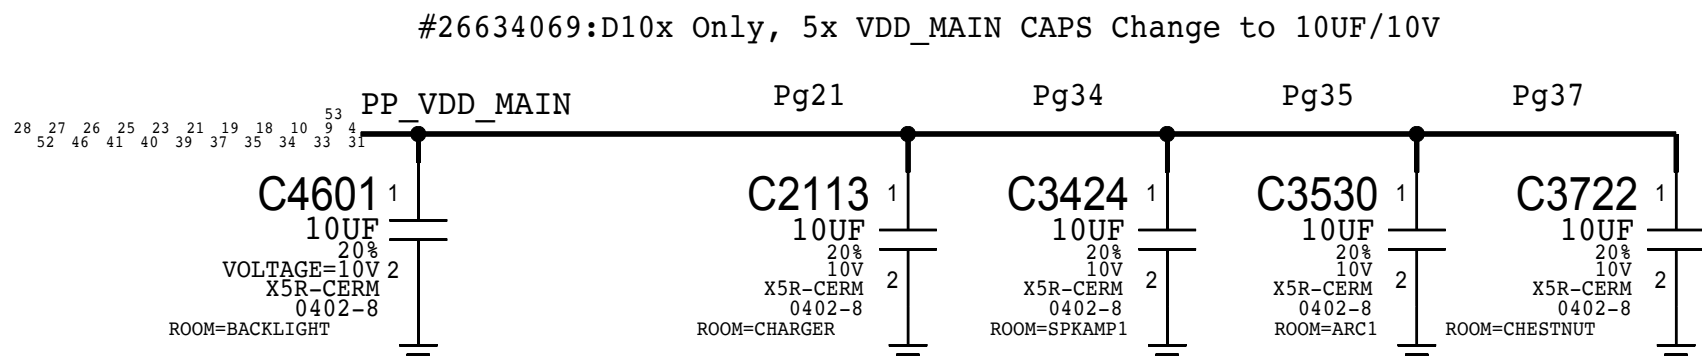 #26634069:D10x Only, 5x VDD_MAIN CAPS Change to 10UF/10V
Pg21 Pg34 Pg35 Pg37
PP_VDD_MAIN
53
28 27 26 25 23 21 19 18 10 9 4
52 46 41 40 39 37 35 34 33 31
C4601 1
10UF
20%
VOLTAGE=10V 2
X5R-CERM
0402-8
ROOM=BACKLIGHT
C2113 1
10UF
20%
10V
2
X5R-CERM
0402-8
ROOM=CHARGER
C3424 1
10UF
20%
10V
2
X5R-CERM
0402-8
ROOM=SPKAMP1
C3530 1
10UF
20%
10V
2
X5R-CERM
0402-8
ROOM=ARC1
C3722 1
10UF
20%
10V
2
X5R-CERM
0402-8
ROOM=CHESTNUT